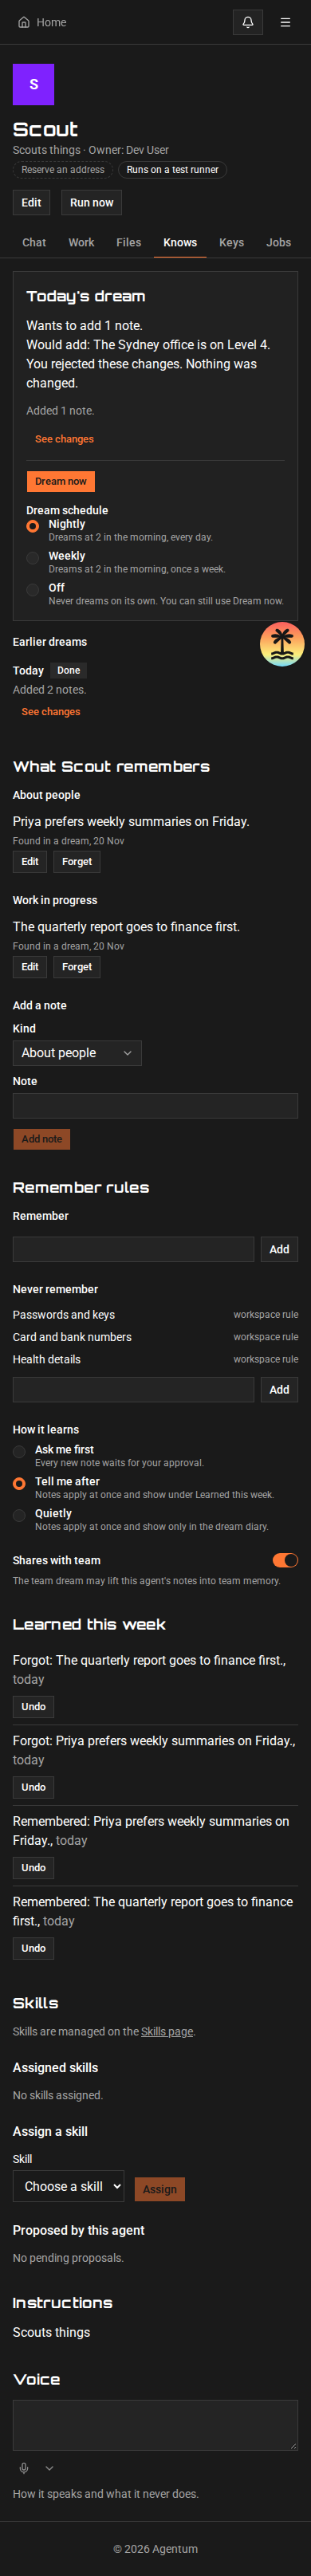 Home
S
Scout
Scouts things · Owner: Dev User
Reserve an address
Runs on a test runner
Edit
Run now
Chat
Work
Files
Knows
Keys
Jobs
Today's dream
Wants to add 1 note.
Would add: The Sydney office is on Level 4.
You rejected these changes. Nothing was
changed.
Added 1 note.
See changes
Dream now
Dream schedule
Nightly
Dreams at 2 in the morning, every day.
Weekly
Dreams at 2 in the morning, once a week.
Off
Never dreams on its own. You can still use Dream now.
Earlier dreams
Today
Done
Added 2 notes.
See changes
What Scout remembers
About people
Priya prefers weekly summaries on Friday.
Found in a dream, 20 Nov
Edit
Forget
Work in progress
The quarterly report goes to finance first.
Found in a dream, 20 Nov
Edit
Forget
Add a note
Kind
About people
Note
Add note
Remember rules
Remember
Add
Never remember
Passwords and keys
workspace rule
Card and bank numbers
workspace rule
Health details
workspace rule
Add
How it learns
Ask me first
Every new note waits for your approval.
Tell me after
Notes apply at once and show under Learned this week.
Quietly
Notes apply at once and show only in the dream diary.
Shares with team
The team dream may lift this agent's notes into team memory.
Learned this week
Forgot: The quarterly report goes to finance first.,
today
Undo
Forgot: Priya prefers weekly summaries on Friday.,
today
Undo
Remembered: Priya prefers weekly summaries on
Friday., today
Undo
Remembered: The quarterly report goes to finance
first., today
Undo
Skills
Skills are managed on the Skills page.
Assigned skills
No skills assigned.
Assign a skill
Skill
Choose a skill
Assign
Proposed by this agent
No pending proposals.
Instructions
Scouts things
Voice
How it speaks and what it never does.
© 2026 Agentum